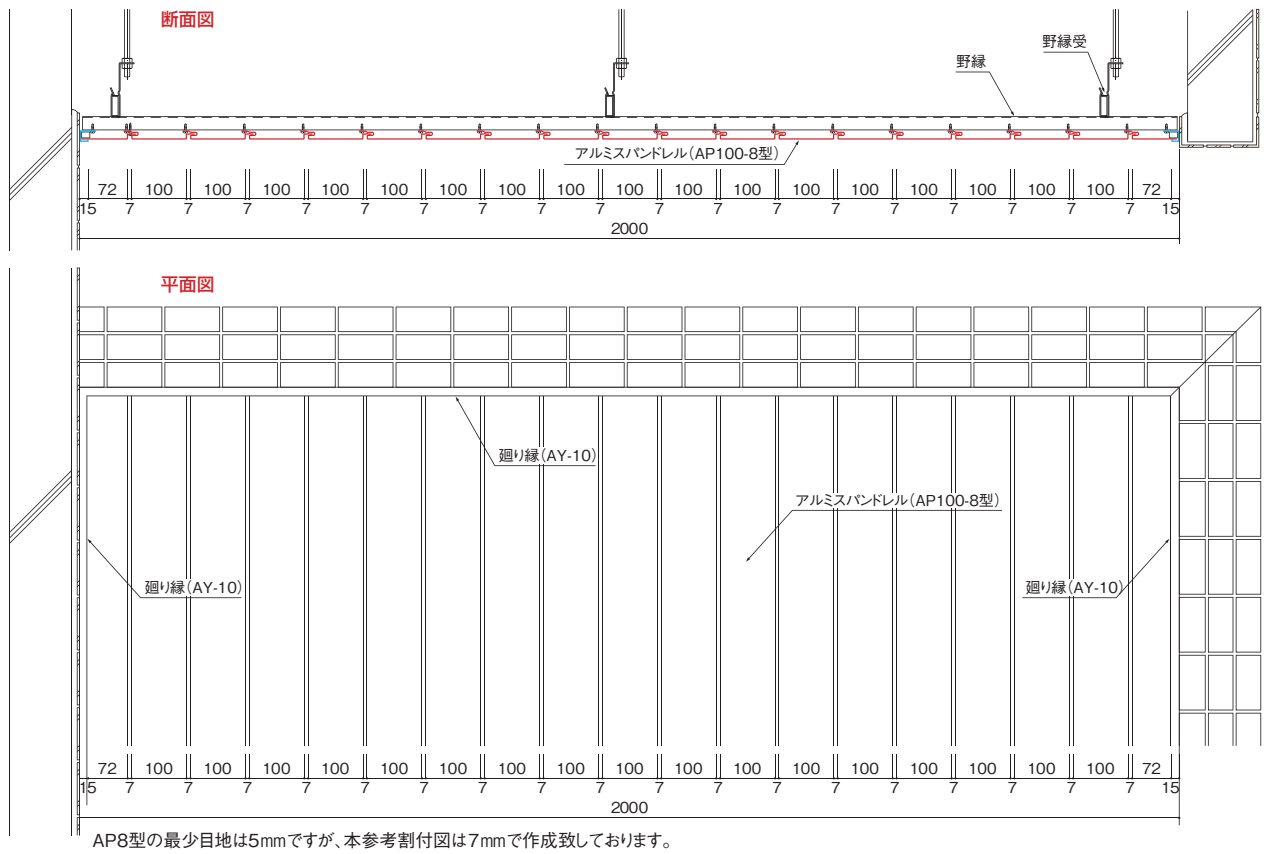 断面図
野縁受
野縁
アルミスパンドレル(AP100-8型)
72 100 100 100 100 100 100 100 100 100 100 100 100 100 100 100 100 100 72
15 7 7 7 7 7 7 7 7 7 7 7 7 7 7 7 7 7 7 15
2000
平面図
廻り縁(AY-10)
アルミスパンドレル(AP100-8型)
廻り縁(AY-10)
廻り縁(AY-10)
72 100 100 100 100 100 100 100 100 100 100 100 100 100 100 100 100 100 72
15 7 7 7 7 7 7 7 7 7 7 7 7 7 7 7 7 7 7 15
2000
AP8型の最少目地は5mmですが、本参考割付図は7mmで作成致しております。